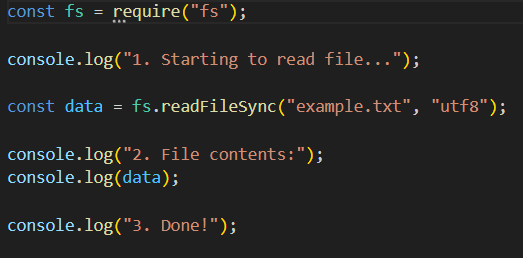 const fs = require("fs");
console.log("1. Starting to read file...");
const data = fs.readFileSync("example.txt", "utf8");
console.log("2. File contents:");
console.log(data);
console.log("3. Done!");